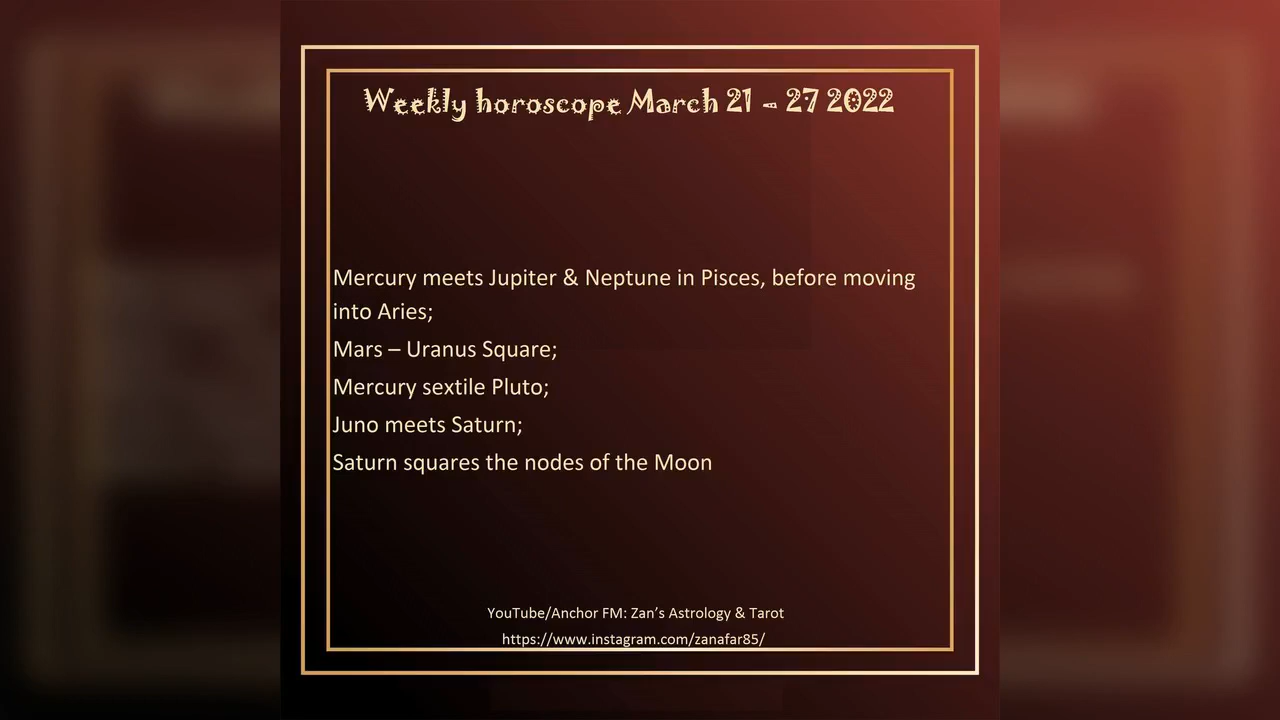 Weekly horoscope March 21 - 27 2022
Mercury meets Jupiter & Neptune in Pisces, before moving
into Aries;
Mars – Uranus Square;
Mercury sextile Pluto;
Juno meets Saturn;
Saturn squares the nodes of the Moon
YouTube/Anchor FM: Zan’s Astrology & Tarot
https://www.instagram.com/zanafar85/